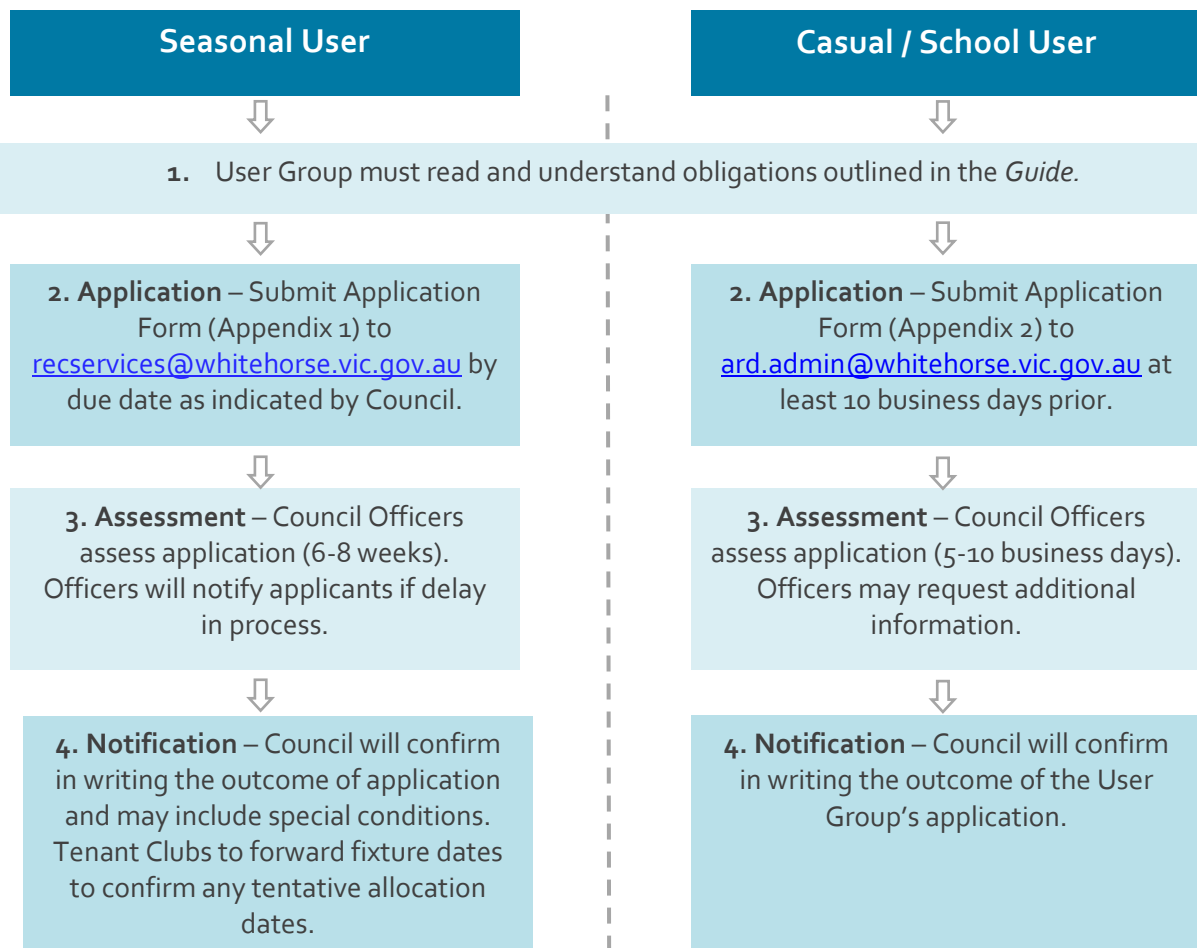 Seasonal User
Casual / School User
1. User Group must read and understand obligations outlined in the Guide.
2. Application – Submit Application
Form (Appendix 1) to
recservices@whitehorse.vic.gov.au by
due date as indicated by Council.
2. Application – Submit Application
Form (Appendix 2) to
ard.admin@whitehorse.vic.gov.au at
least 10 business days prior.
3. Assessment – Council Officers
assess application (6-8 weeks).
Officers will notify applicants if delay
in process.
3. Assessment – Council Officers
assess application (5-10 business days).
Officers may request additional
information.
4. Notification – Council will confirm
in writing the outcome of application
and may include special conditions.
Tenant Clubs to forward fixture dates
to confirm any tentative allocation
dates.
4. Notification – Council will confirm
in writing the outcome of the User
Group's application.